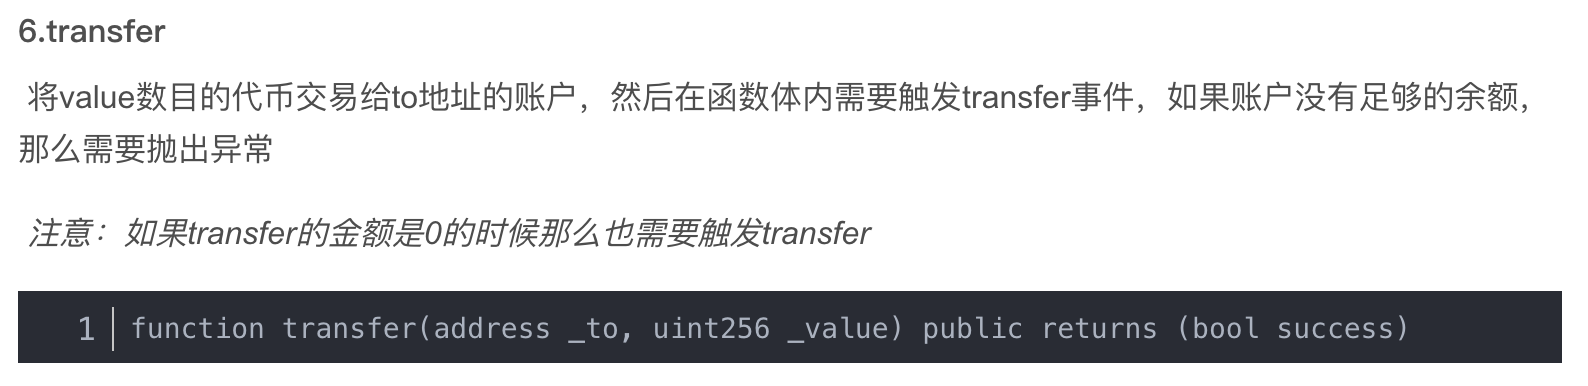 6.transfer
将value数目的代币交易给to地址的账户，然后在函数体内需要触发transfer事件，如果账户没有足够的余额，
那么需要抛出异常
注意：如果transfer的金额是0的时候那么也需要触发transfer
1 function transfer(address _to, uint256 _value) public returns (bool success)